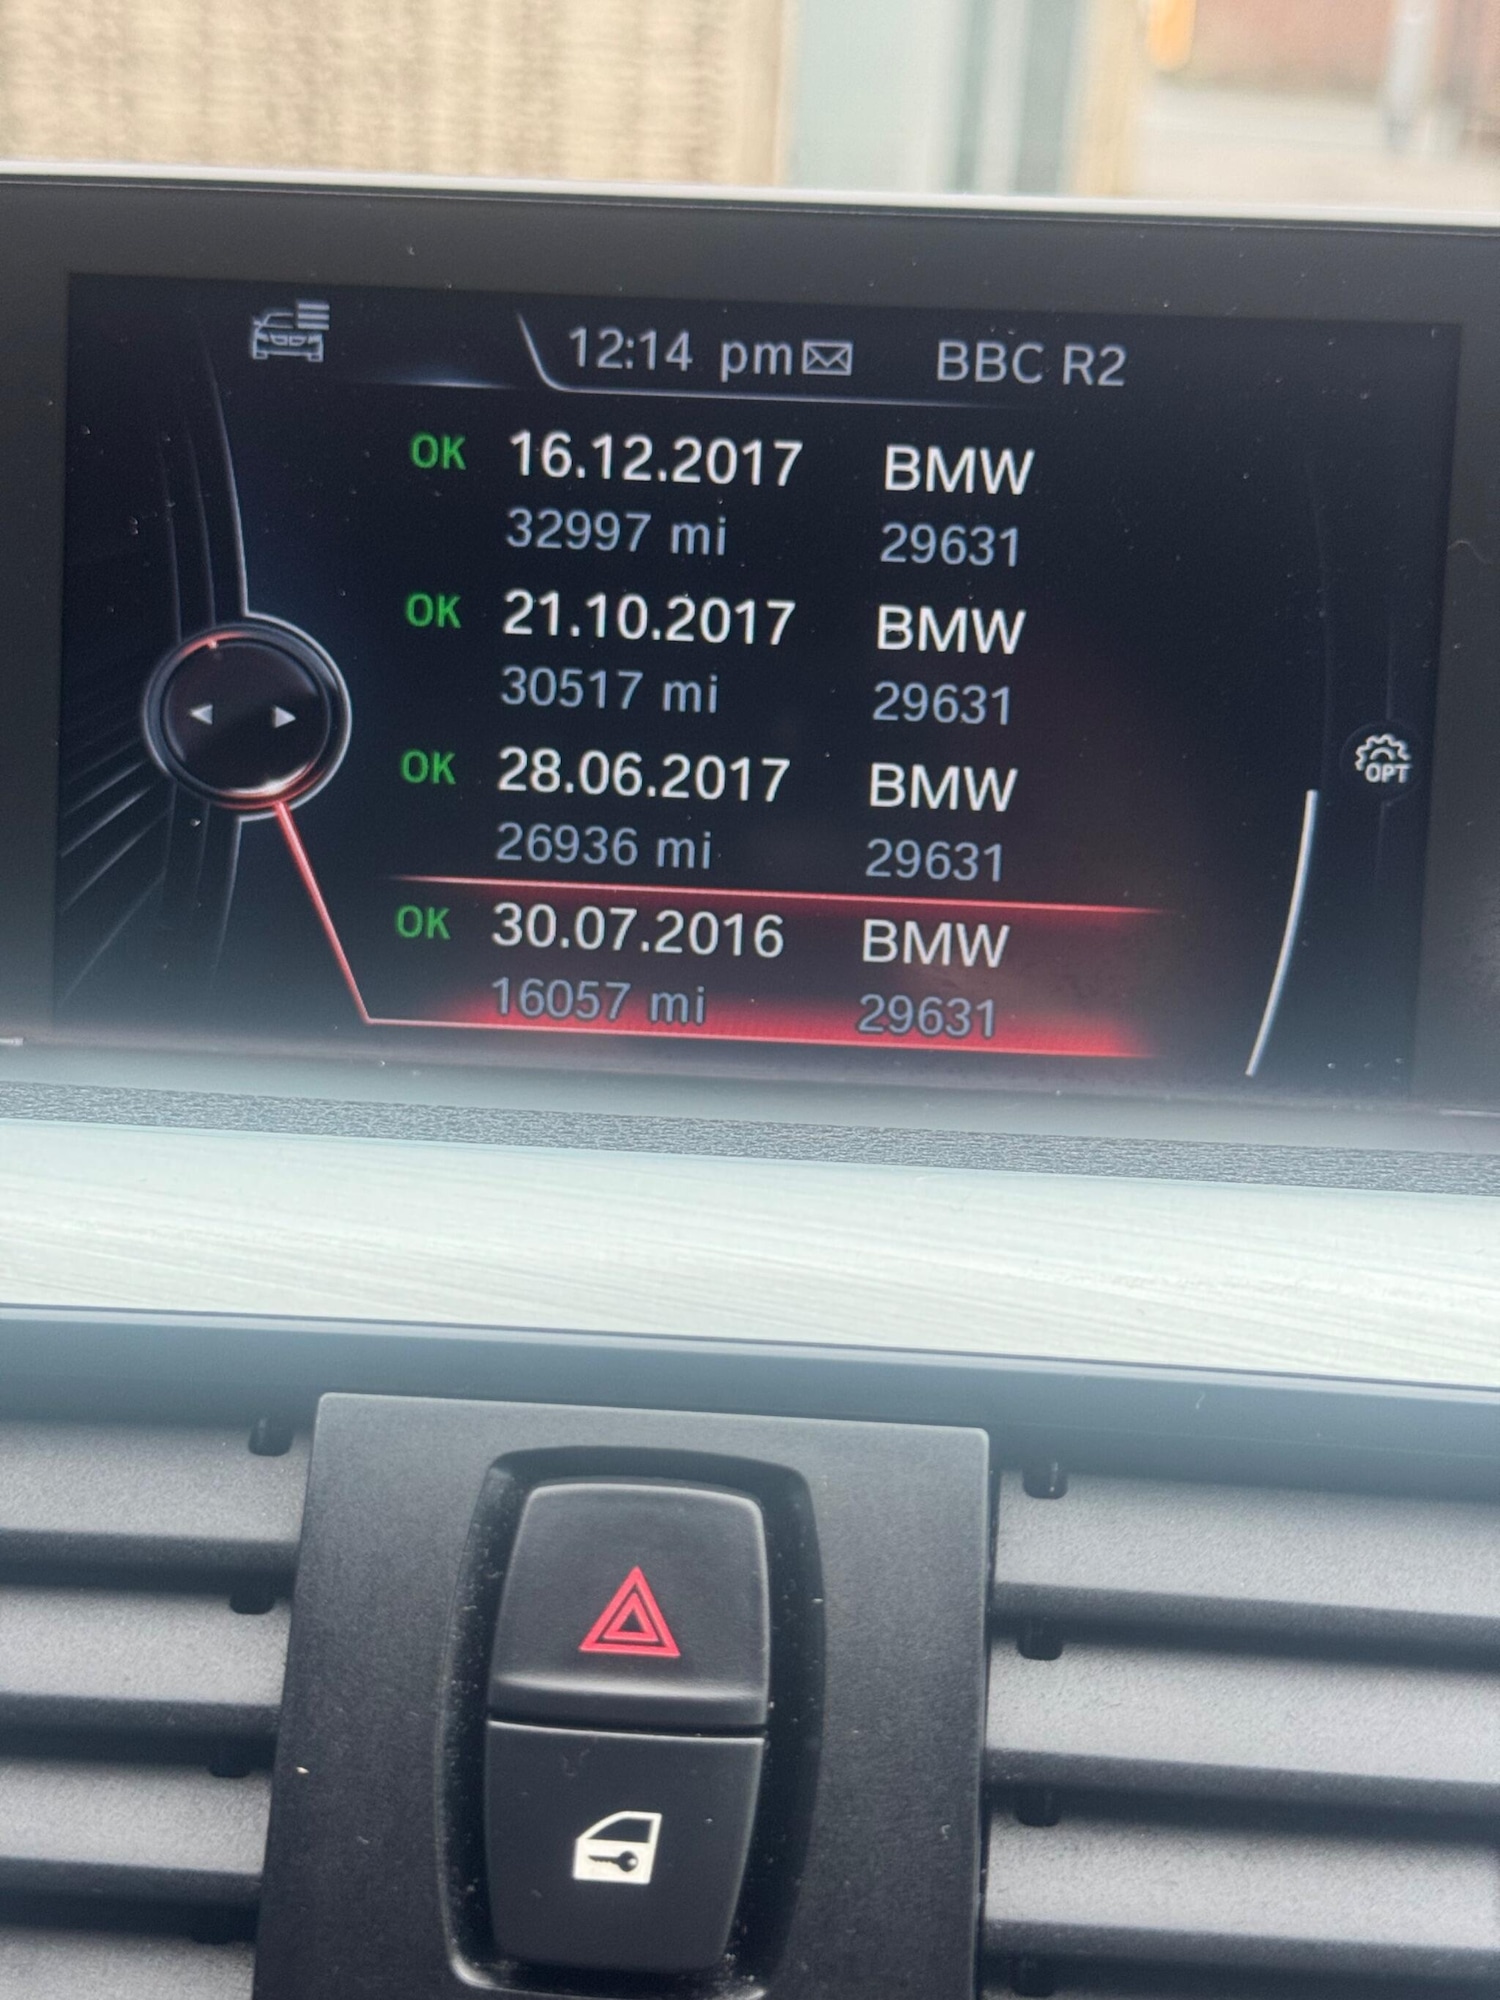 12:14 pm BBC R2
OK 16.12.2017 BMW
32997 mi 29631
OK 21.10.2017 BMW
30517 mi 29631
OK 28.06.2017 BMW
26936 mi 29631
OK 30.07.2016 BMW
16057 mi 29631
OPT